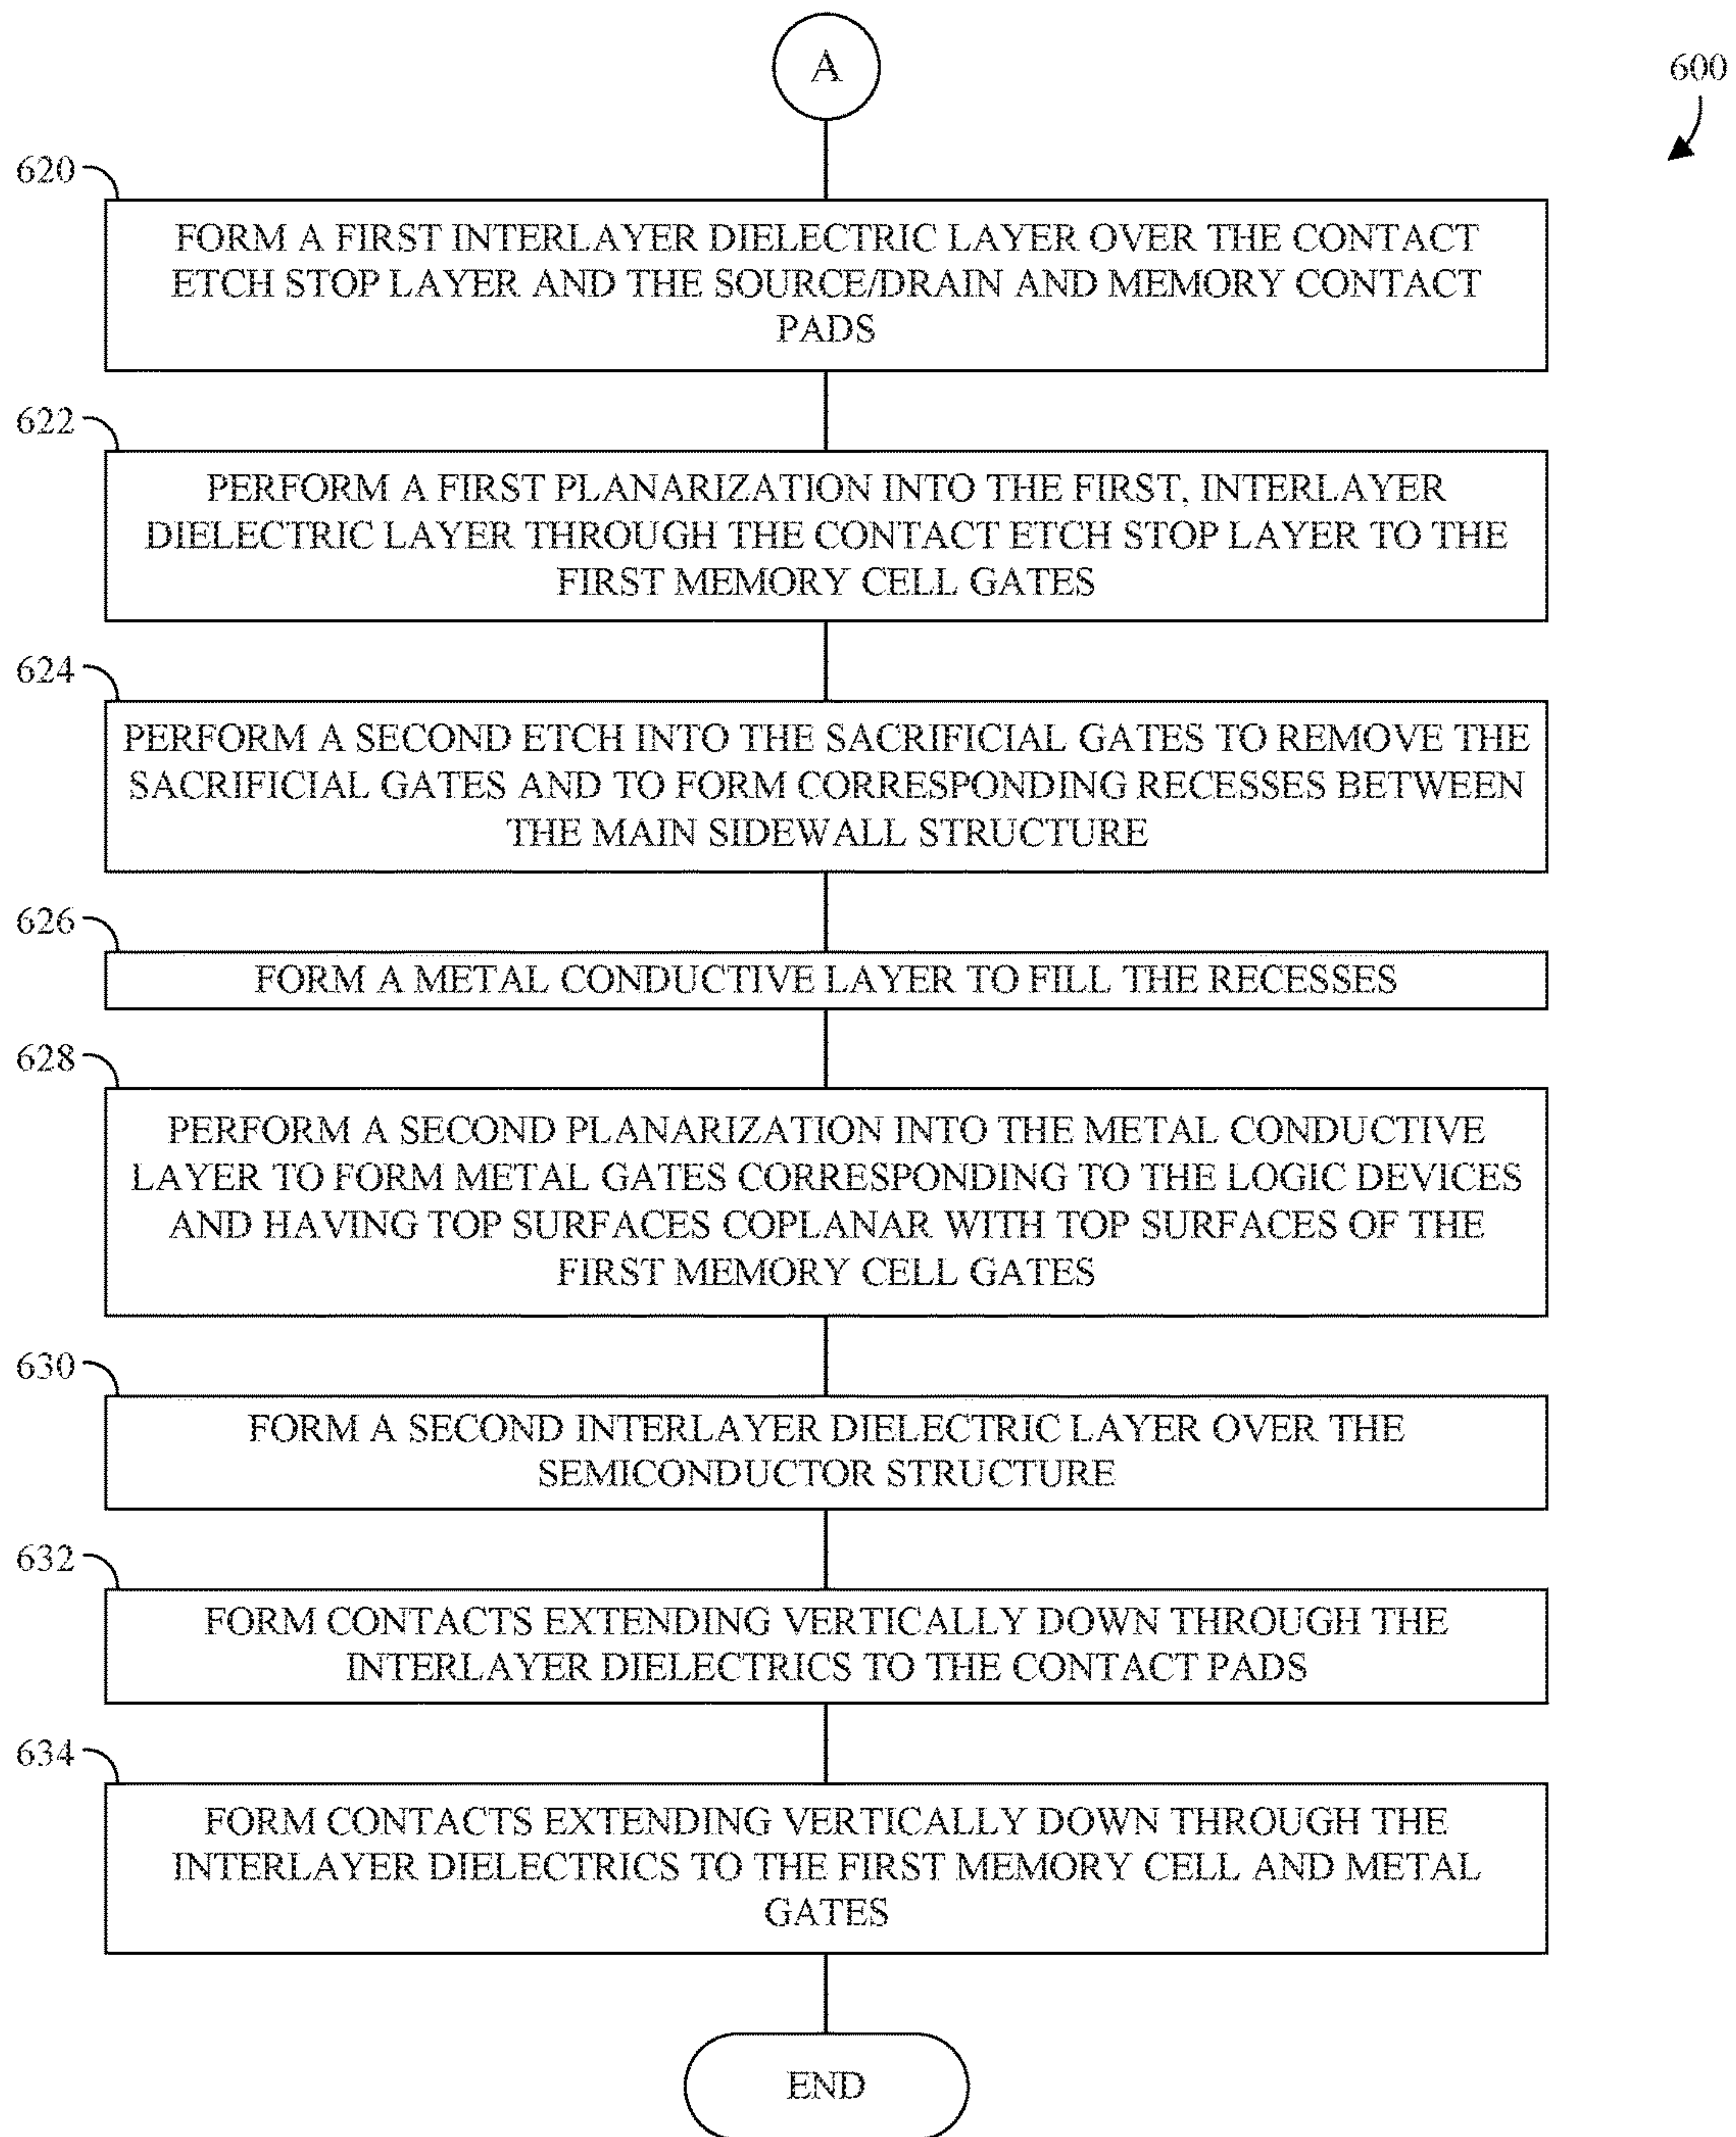 A
600
620
FORM A FIRST INTERLAYER DIELECTRIC LAYER OVER THE CONTACT
ETCH STOP LAYER AND THE SOURCE/DRAIN AND MEMORY CONTACT
PADS
622
PERFORM A FIRST PLANARIZATION INTO THE FIRST, INTERLAYER
DIELECTRIC LAYER THROUGH THE CONTACT ETCH STOP LAYER TO THE
FIRST MEMORY CELL GATES
624
PERFORM A SECOND ETCH INTO THE SACRIFICIAL GATES TO REMOVE THE
SACRIFICIAL GATES AND TO FORM CORRESPONDING RECESSES BETWEEN
THE MAIN SIDEWALL STRUCTURE
626
FORM A METAL CONDUCTIVE LAYER TO FILL THE RECESSES
628
PERFORM A SECOND PLANARIZATION INTO THE METAL CONDUCTIVE
LAYER TO FORM METAL GATES CORRESPONDING TO THE LOGIC DEVICES
AND HAVING TOP SURFACES COPLANAR WITH TOP SURFACES OF THE
FIRST MEMORY CELL GATES
630
FORM A SECOND INTERLAYER DIELECTRIC LAYER OVER THE
SEMICONDUCTOR STRUCTURE
632
FORM CONTACTS EXTENDING VERTICALLY DOWN THROUGH THE
INTERLAYER DIELECTRICS TO THE CONTACT PADS
634
FORM CONTACTS EXTENDING VERTICALLY DOWN THROUGH THE
INTERLAYER DIELECTRICS TO THE FIRST MEMORY CELL AND METAL
GATES
END